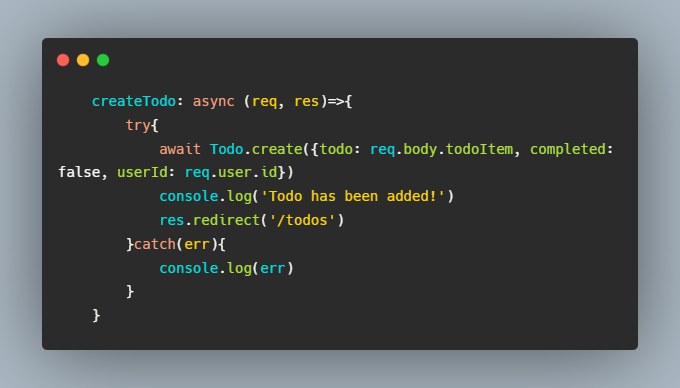 createTodo: async (req, res)=>{
try{
await Todo.create({todo: req.body.todoItem, completed:
false, userId: req.user.id})
console.log('Todo has been added!')
res.redirect('/todos')
}catch(err){
console.log(err)
}
}